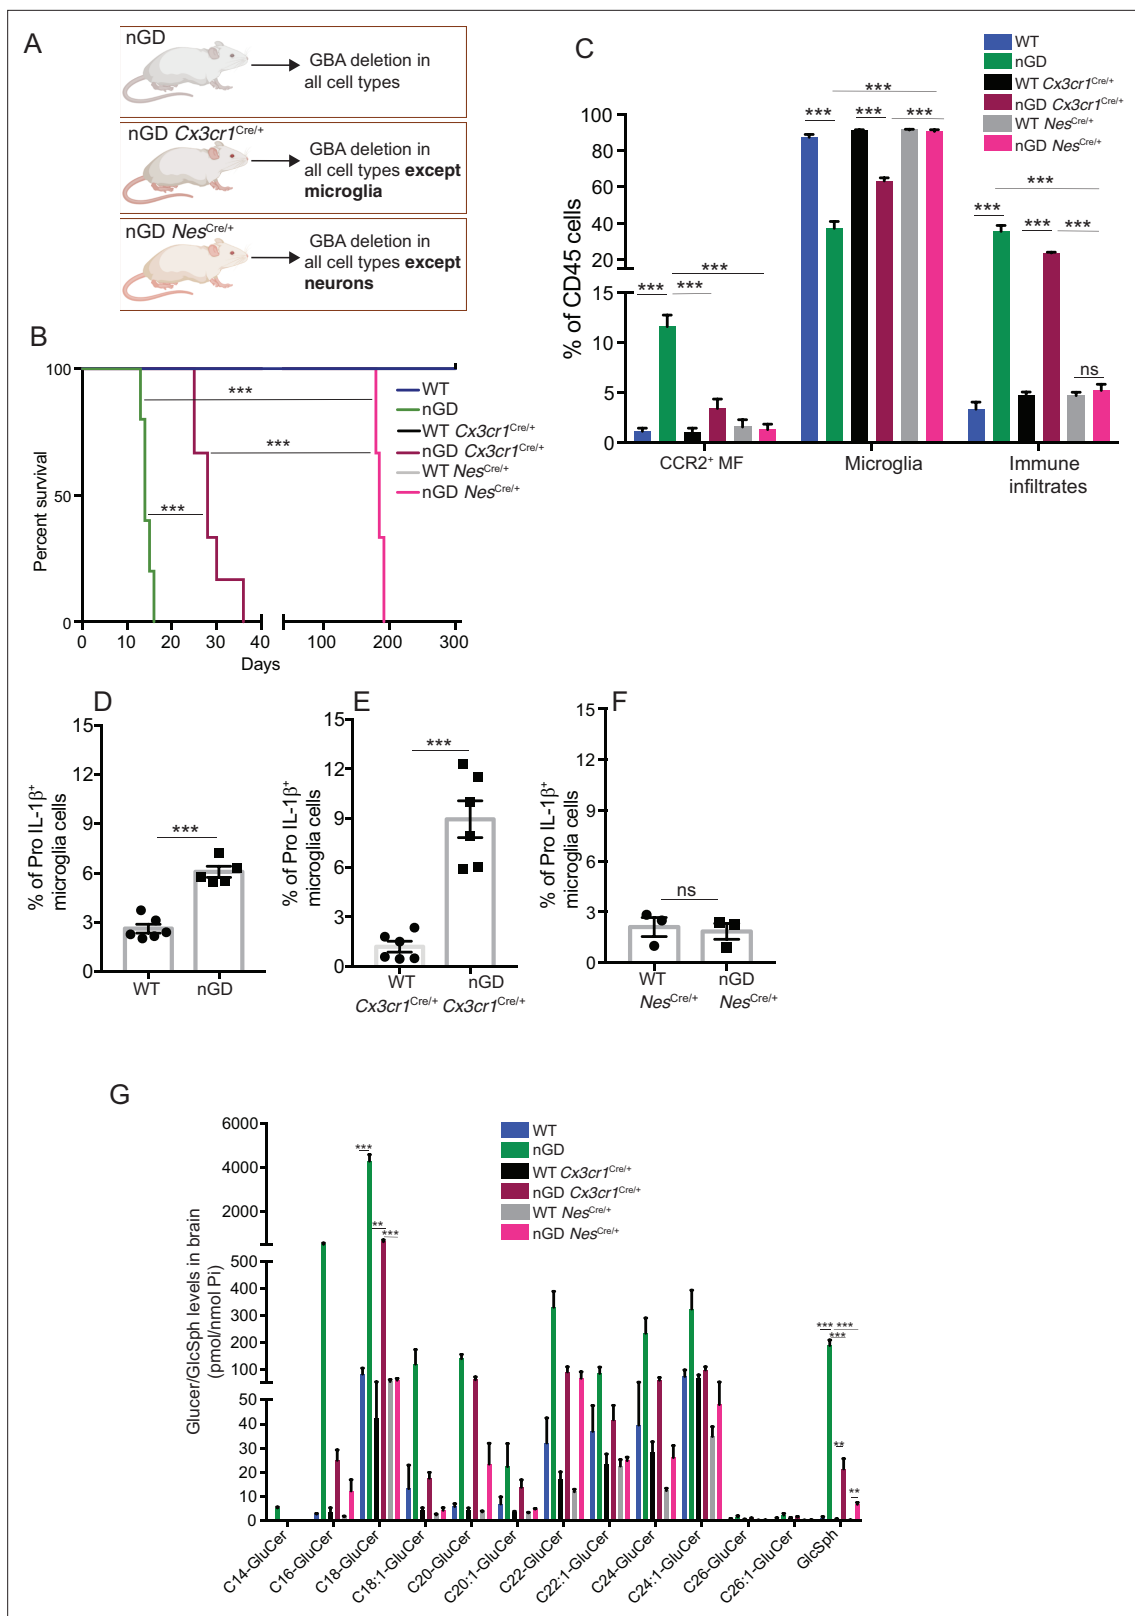 A
nGD
GBA deletion in
all cell types
nGD Cx3cr1Cre/+
GBA deletion in
all cell types except
microglia
nGD NesCre/+
GBA deletion in
all cell types except
neurons
B
Percent survival
100
50
0
***
***
***
WT
nGD
WT Cx3cr1Cre/+
nGD Cx3cr1Cre/+
WT NesCre/+
nGD NesCre/+
0 10 20 30 40 100 200 300
Days
C
WT
nGD
WT Cx3cr1Cre/+
nGD Cx3cr1Cre/+
WT NesCre/+
nGD NesCre/+
% of CD45 cells
100
80
60
40
20
15
10
5
0
*** *** ***
*** *** *** ***
*** *** *** ***
ns
CCR2+ MF
Microglia
Immune
infiltrates
D
% of Pro IL-1β+
microglia cells
15
12
9
6
3
0
***
WT nGD
E
% of Pro IL-1β+
microglia cells
15
12
9
6
3
0
***
WT nGD
Cx3cr1Cre/+ Cx3cr1Cre/+
F
% of Pro IL-1β+
microglia cells
15
12
9
6
3
0
ns
WT nGD
NesCre/+ NesCre/+
G
Glucer/GlcSph levels in brain
(pmol/nmol Pi)
6000
4000
2000
500
400
300
200
100
50
40
30
20
10
0
WT
nGD
WT Cx3cr1Cre/+
nGD Cx3cr1Cre/+
WT NesCre/+
nGD NesCre/+
***
**
***
*** ***
***
**
**
C14-GluCer
C16-GluCer
C18-GluCer
C18:1-GluCer
C20-GluCer
C20:1-GluCer
C22-GluCer
C22:1-GluCer
C24-GluCer
C24:1-GluCer
C26-GluCer
C26:1-GluCer
GlcSph